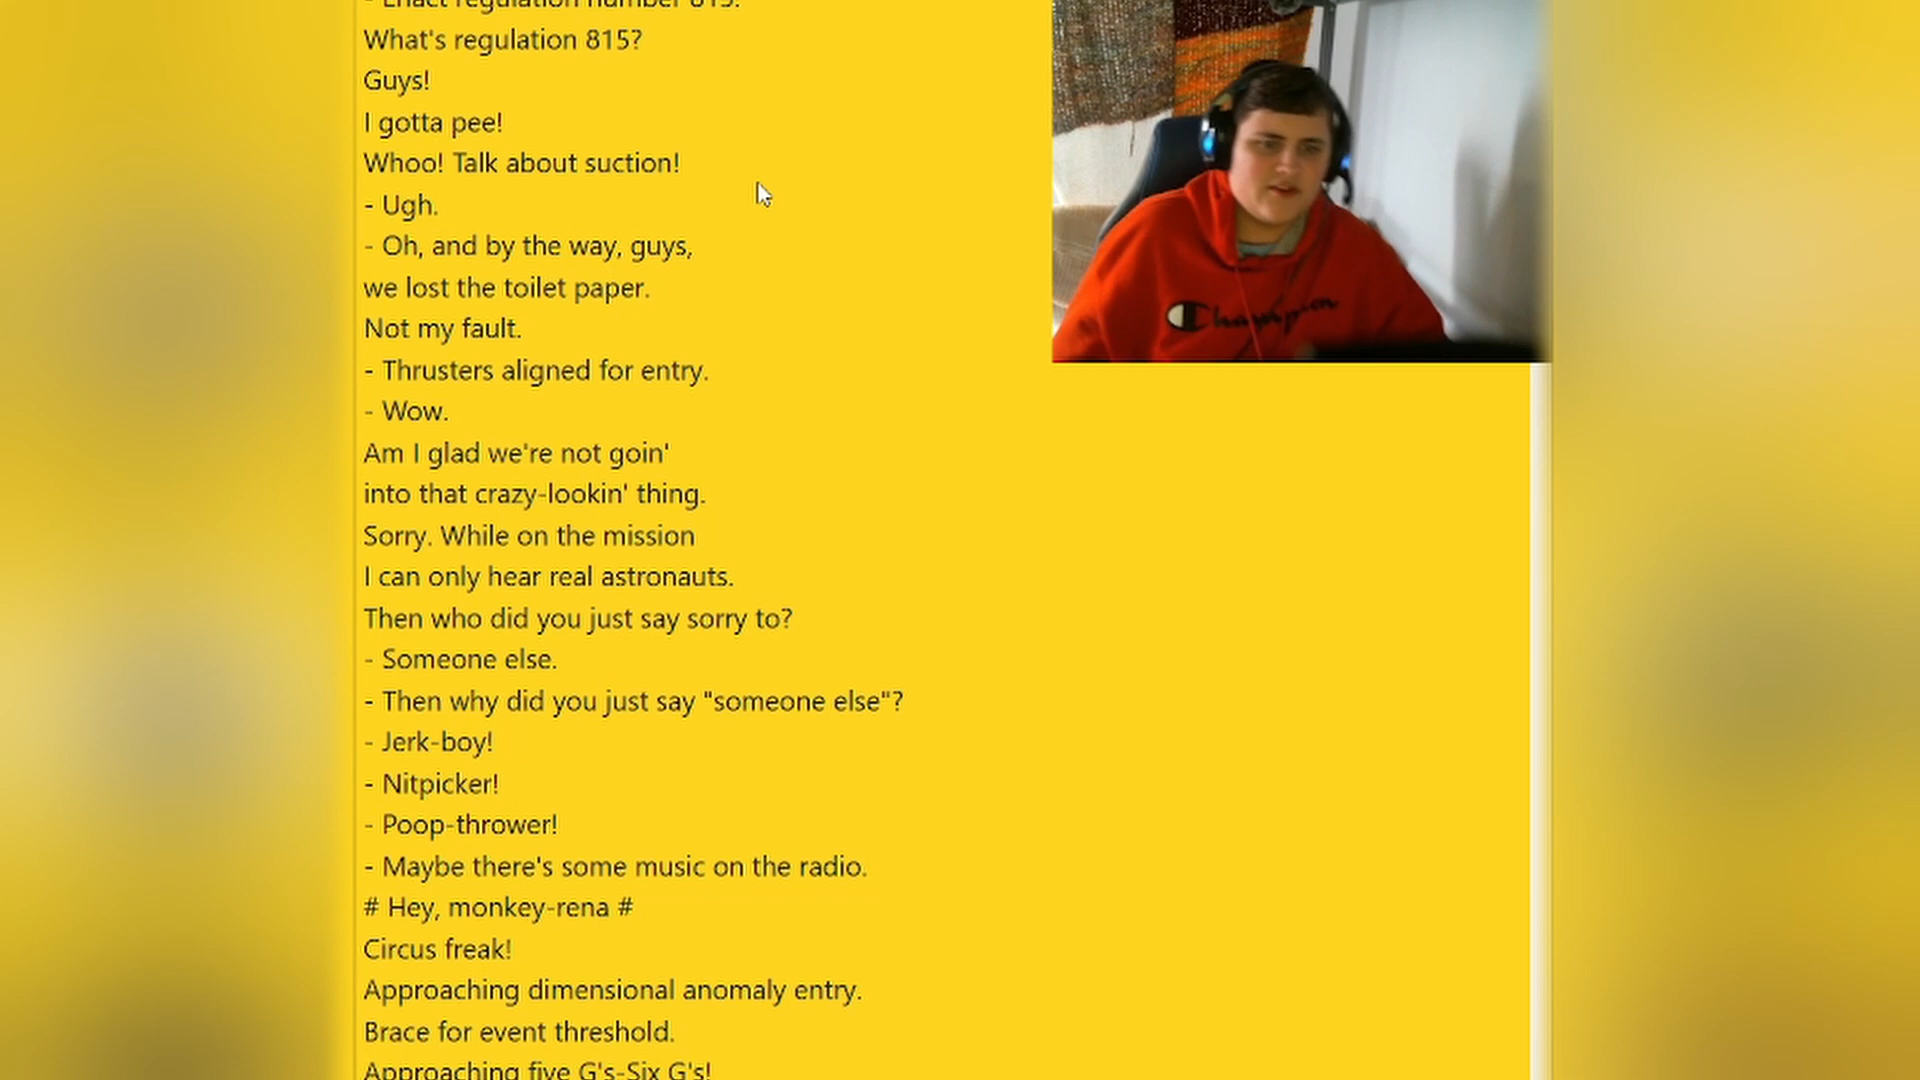 - Enact regulation number 815.
What's regulation 815?
Guys!
I gotta pee!
Whoo! Talk about suction!
- Ugh.
- Oh, and by the way, guys,
we lost the toilet paper.
Not my fault.
- Thrusters aligned for entry.
- Wow.
Am I glad we're not goin'
into that crazy-lookin' thing.
Sorry. While on the mission
I can only hear real astronauts.
Then who did you just say sorry to?
- Someone else.
- Then why did you just say "someone else"?
- Jerk-boy!
- Nitpicker!
- Poop-thrower!
- Maybe there's some music on the radio.
# Hey, monkey-rena #
Circus freak!
Approaching dimensional anomaly entry.
Brace for event threshold.
Approaching five G's-Six G's!
Champion